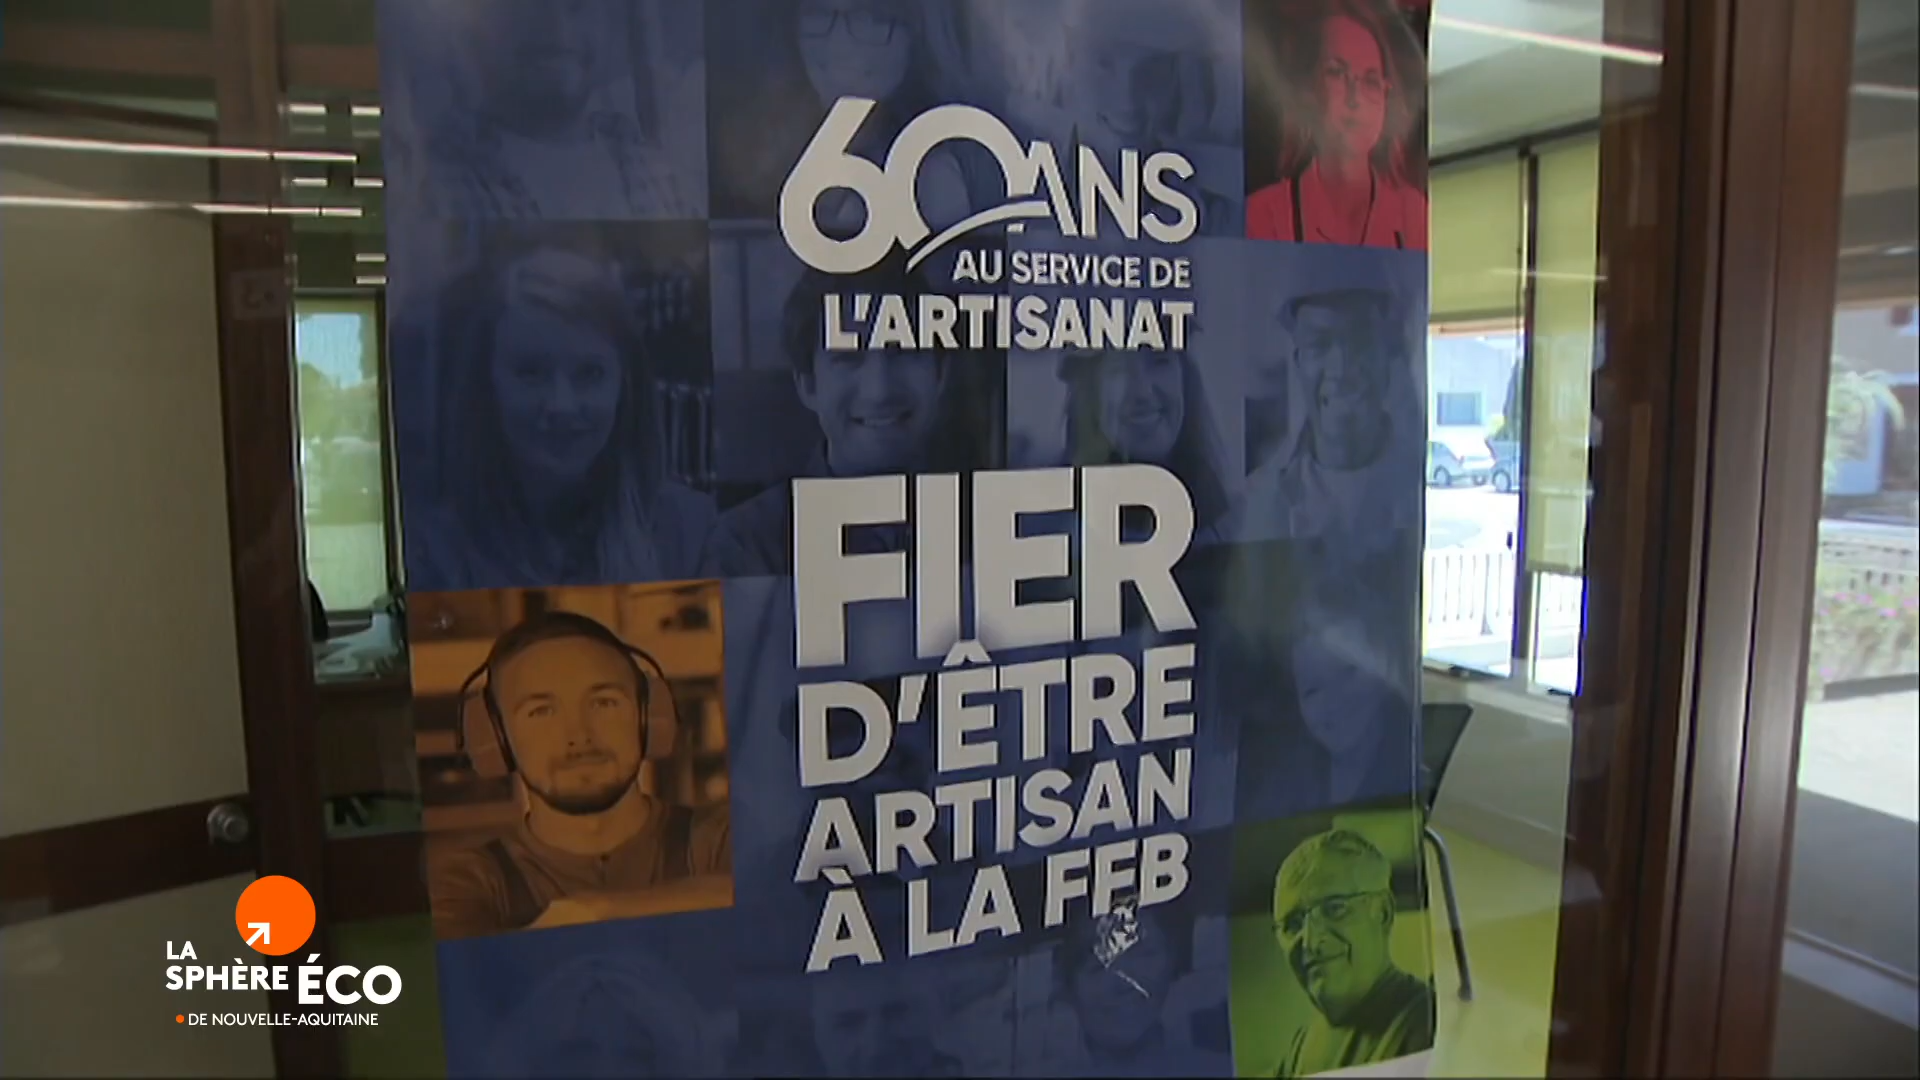 60 ANS
AU SERVICE DE
L'ARTISANAT
FIER
D'ÊTRE
ARTISAN
À LA FFB
LA
SPHÈRE ÉCO
DE NOUVELLE-AQUITAINE